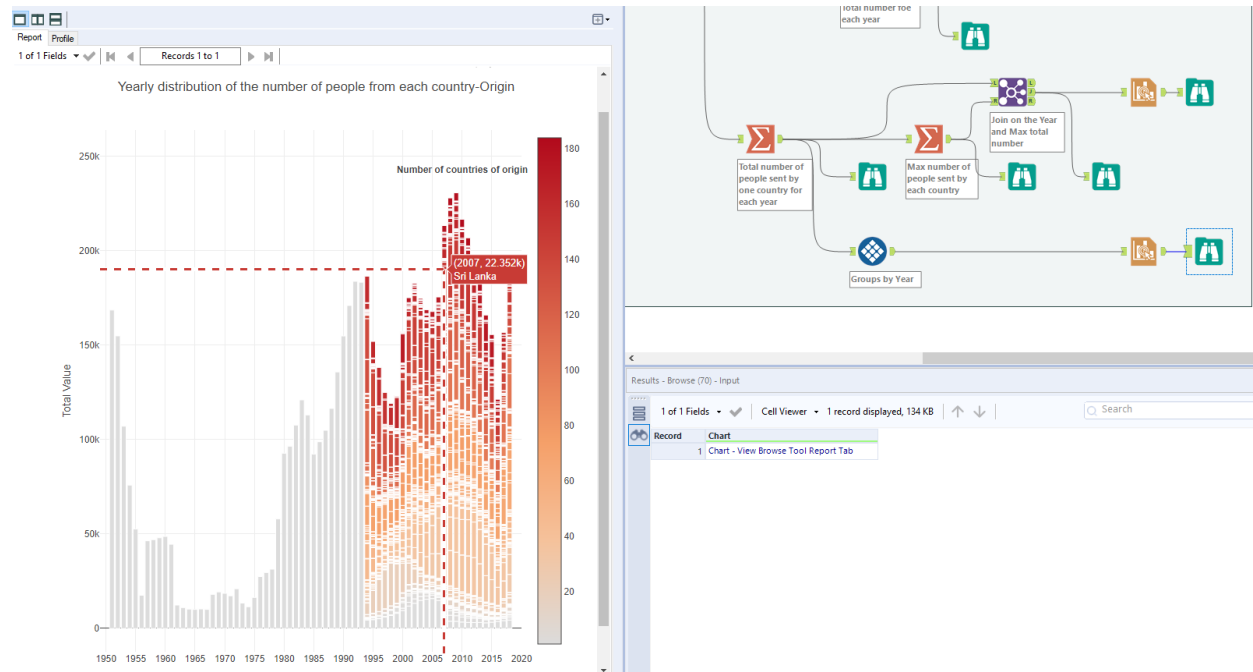 Report Profile
1 of 1 Fields Records 1 to 1
Yearly distribution of the number of people from each country-Origin
Number of countries of origin
Total Value
250k
200k
150k
100k
50k
0
1950 1955 1960 1965 1970 1975 1980 1985 1990 1995 2000 2005 2010 2015 2020
(2007, 22.352k)
Sri Lanka
180
160
140
120
100
80
60
40
20
Total number foe
each year
Total number of
people sent by
one country for
each year
Max number of
people sent by
each country
Join on the Year
and Max total
number
L
R
L
J
R
Groups by Year
Results - Browse (70) - Input
1 of 1 Fields Cell Viewer 1 record displayed, 134 KB Search
Record Chart
1 Chart - View Browse Tool Report Tab